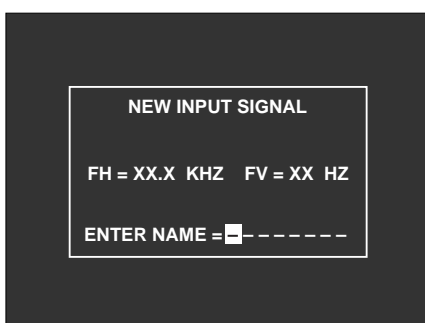 NEW INPUT SIGNAL
FH = XX.X KHZ FV = XX HZ
ENTER NAME = – – – – – – – –